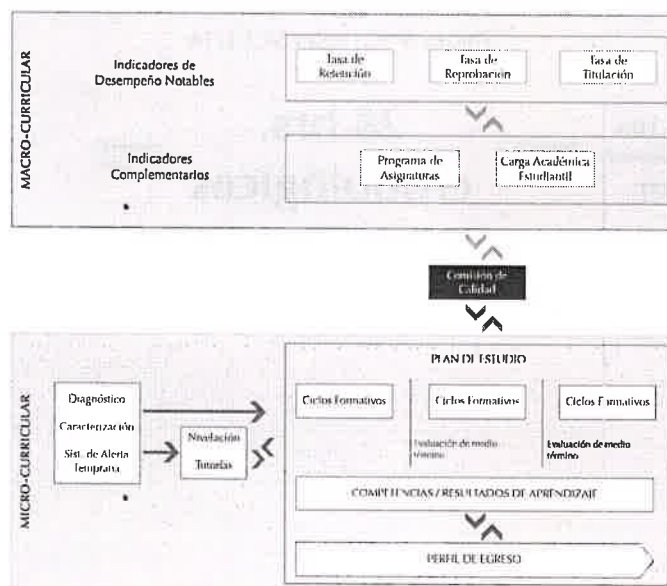 MACRO-CURRICULAR
Indicadores de
Desempeño Notables
Tasa de
Retención
Tasa de
Reprobación
Tasa de
Titulación
Indicadores
Complementarios
Programa de
Asignaturas
Carga Académica
Estudiantil
Comisión de
Calidad
MICRO-CURRICULAR
PLAN DE ESTUDIO
Diagnóstico
Caracterización
Sist. de Alerta
Temprana
Nivelación
Tutorías
Ciclos Formativos
Ciclos Formativos
Ciclos Formativos
Evaluación de medio
término
Evaluación de medio
término
COMPETENCIAS / RESULTADOS DE APRENDIZAJE
PERFIL DE EGRESO